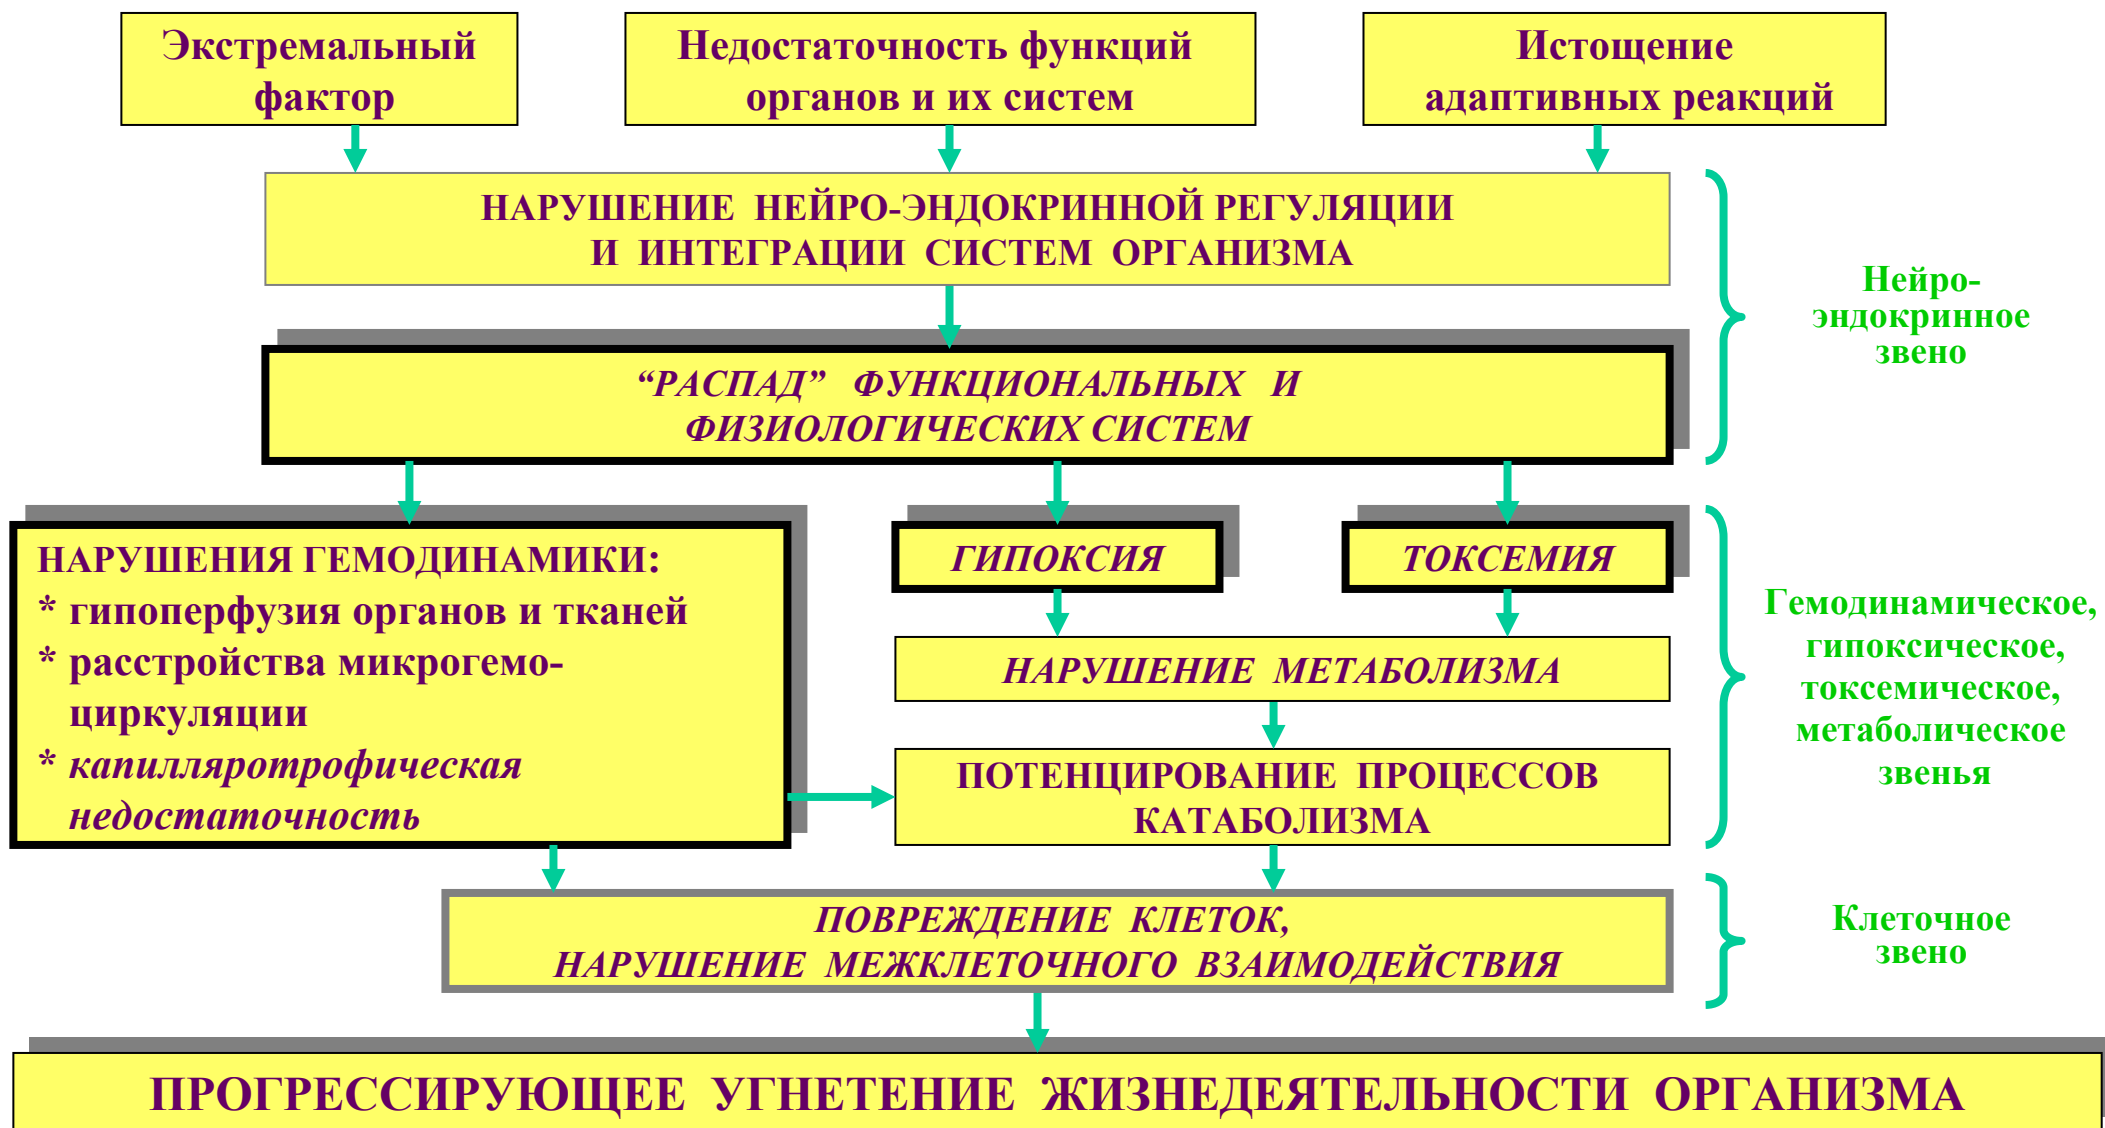 Экстремальный
фактор
Недостаточность функций
органов и их систем
Истощение
адаптивных реакций
НАРУШЕНИЕ НЕЙРО-ЭНДОКРИННОЙ РЕГУЛЯЦИИ
И ИНТЕГРАЦИИ СИСТЕМ ОРГАНИЗМА
“РАСПАД” ФУНКЦИОНАЛЬНЫХ И
ФИЗИОЛОГИЧЕСКИХ СИСТЕМ
Нейро-
эндокринное
звено
НАРУШЕНИЯ ГЕМОДИНАМИКИ:
* гипоперфузия органов и тканей
* расстройства микрогемо-
циркуляции
* капилляротрофическая
недостаточность
ГИПОКСИЯ
ТОКСЕМИЯ
НАРУШЕНИЕ МЕТАБОЛИЗМА
ПОТЕНЦИРОВАНИЕ ПРОЦЕССОВ
КАТАБОЛИЗМА
Гемодинамическое,
гипоксическое,
токсемическое,
метаболическое
звенья
ПОВРЕЖДЕНИЕ КЛЕТОК,
НАРУШЕНИЕ МЕЖКЛЕТОЧНОГО ВЗАИМОДЕЙСТВИЯ
Клеточное
звено
ПРОГРЕССИРУЮЩЕЕ УГНЕТЕНИЕ ЖИЗНЕДЕЯТЕЛЬНОСТИ ОРГАНИЗМА